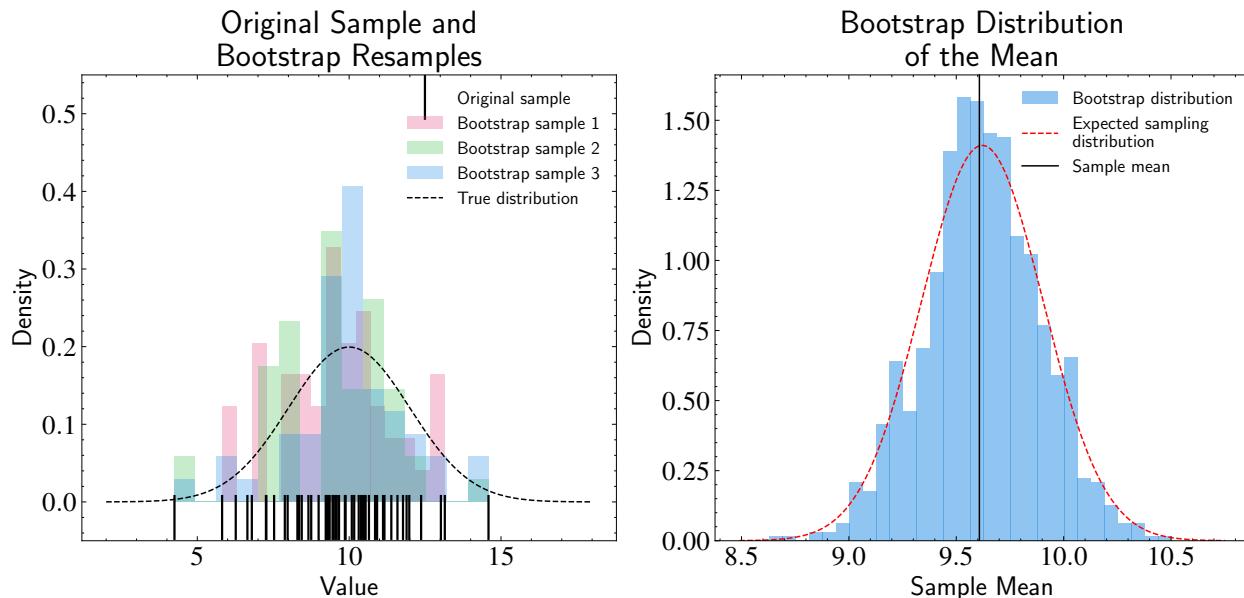 Original Sample and
Bootstrap Resamples
Original sample
Bootstrap sample 1
Bootstrap sample 2
Bootstrap sample 3
True distribution
Density
0.5
0.4
0.3
0.2
0.1
0.0
5
10
15
Value
Bootstrap Distribution
of the Mean
Bootstrap distribution
Expected sampling
distribution
Sample mean
Density
1.50
1.25
1.00
0.75
0.50
0.25
0.00
8.5
9.0
9.5
10.0
10.5
Sample Mean